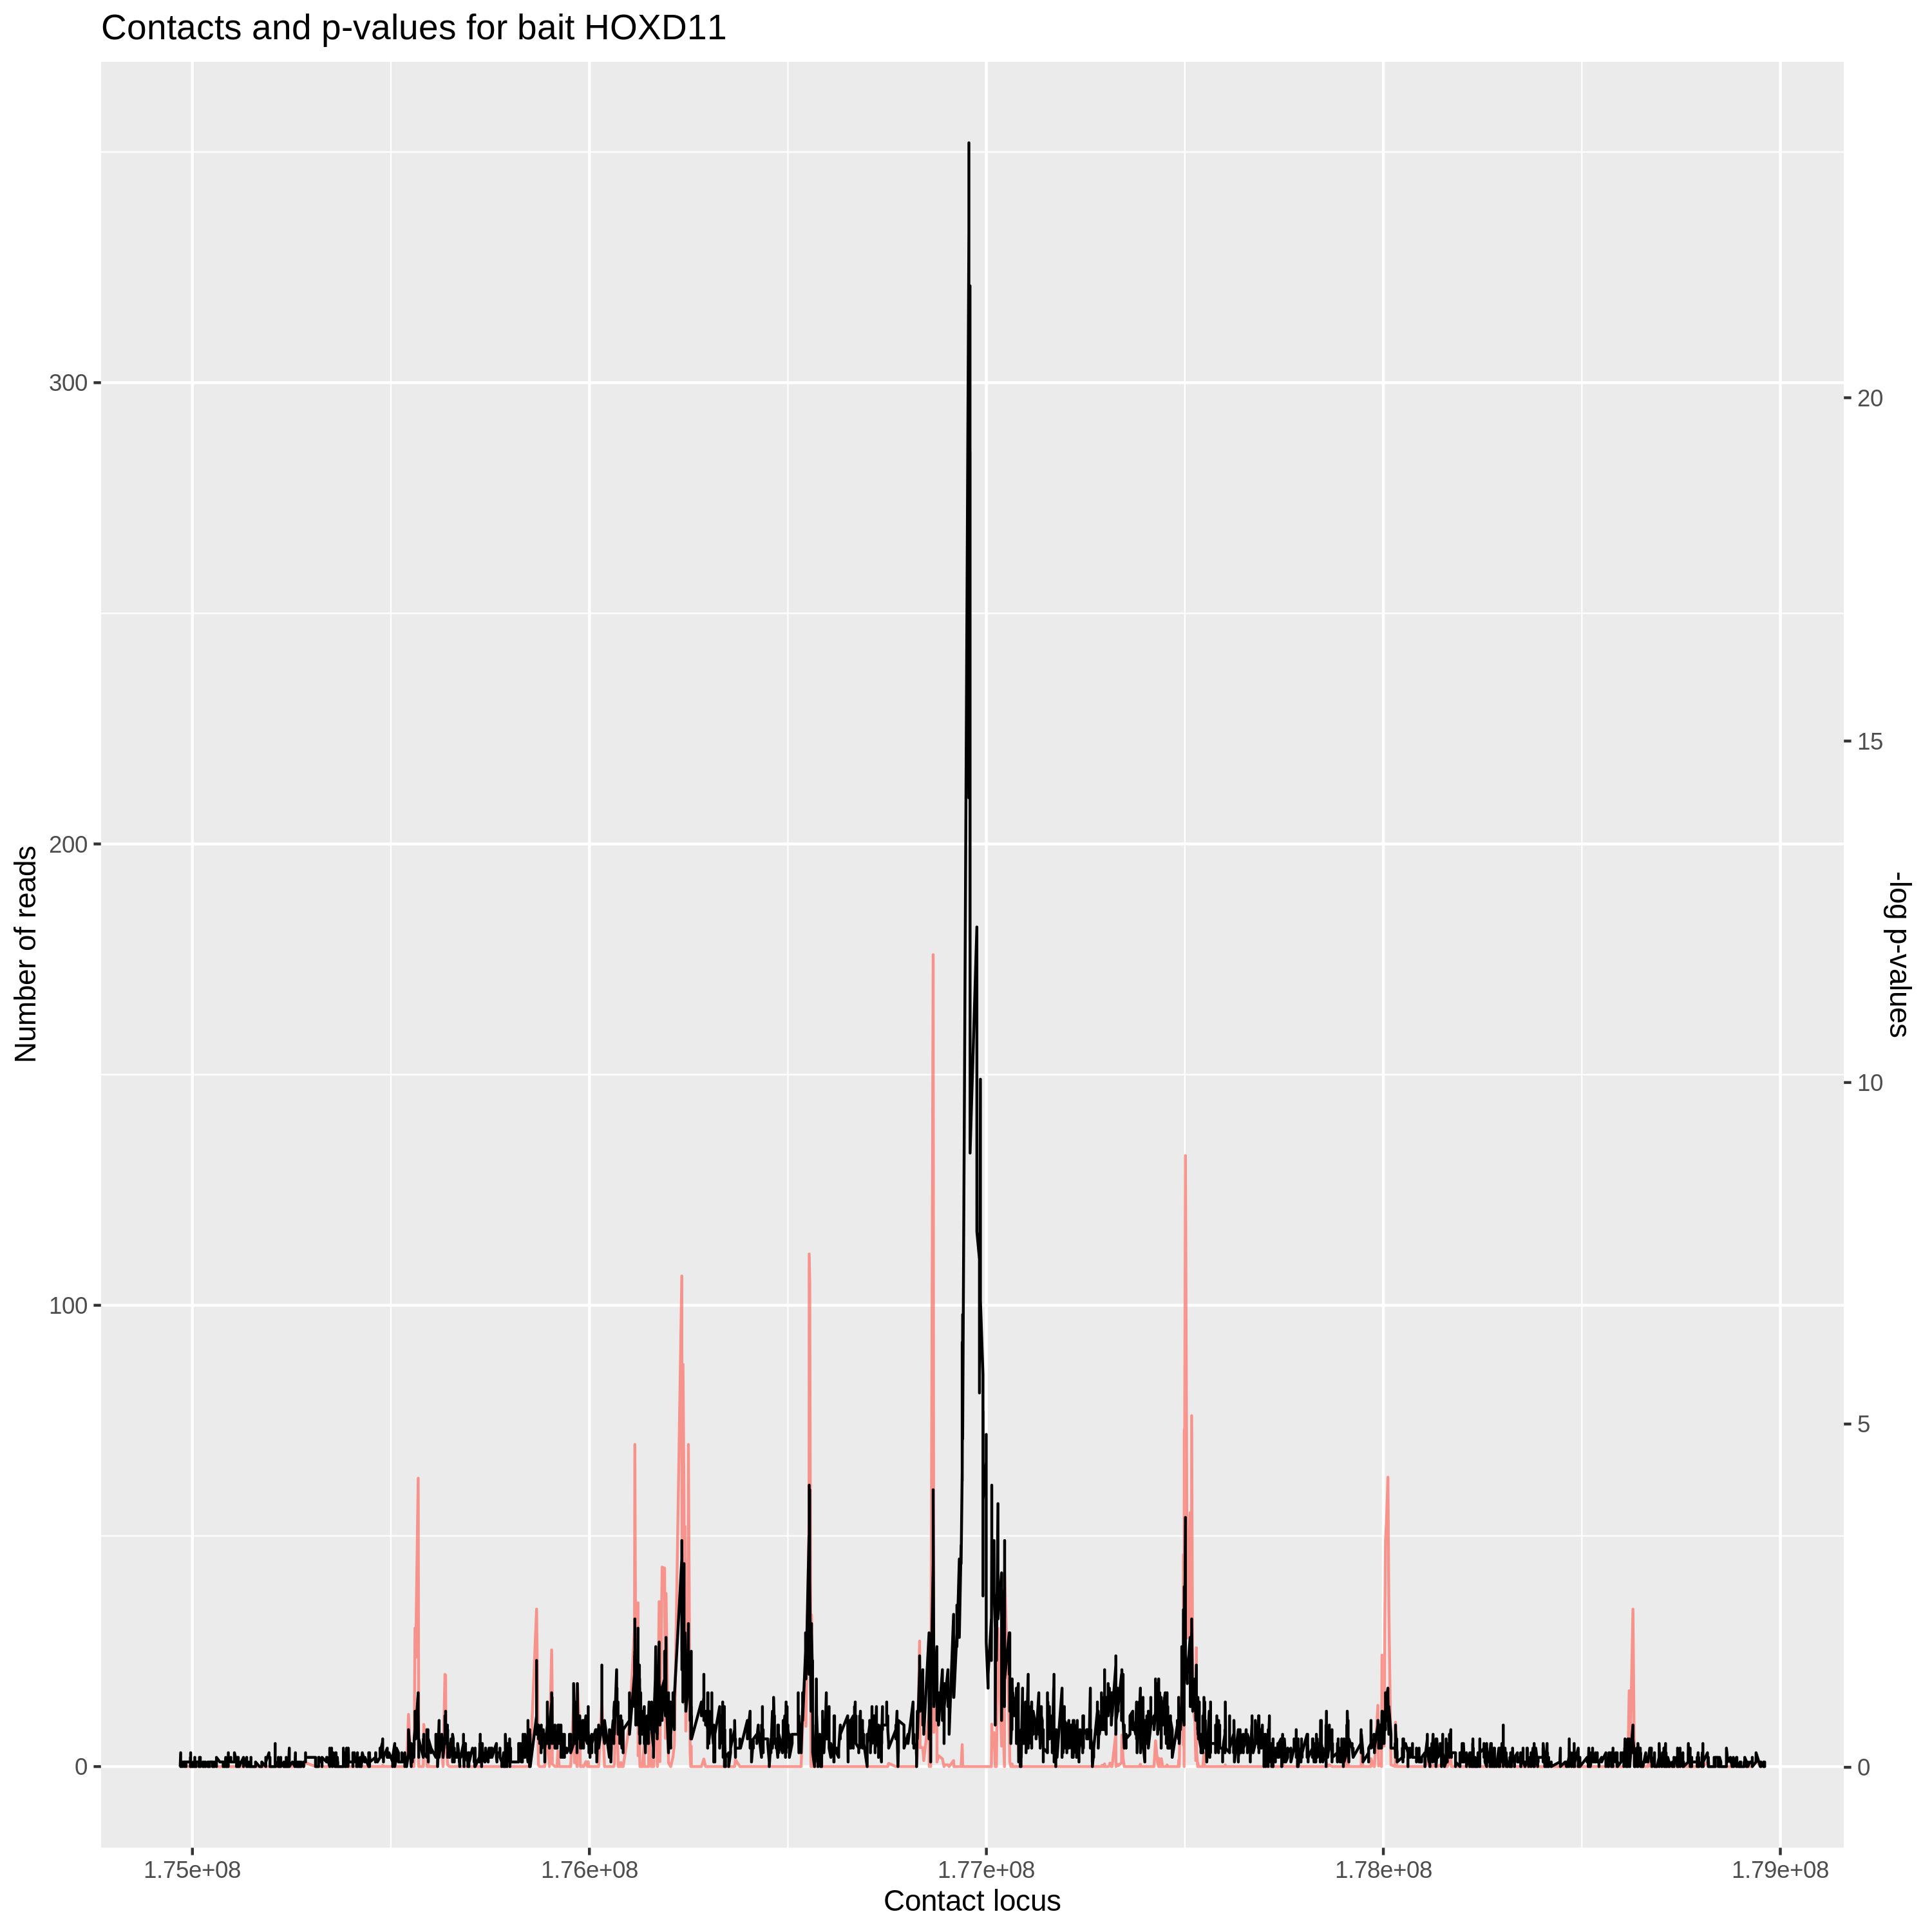 Contacts and p-values for bait HOXD11
300
200
100
0
Number of reads
20
15
10
5
0
-log p-values
1.75e+08
1.76e+08
1.77e+08
1.78e+08
1.79e+08
Contact locus